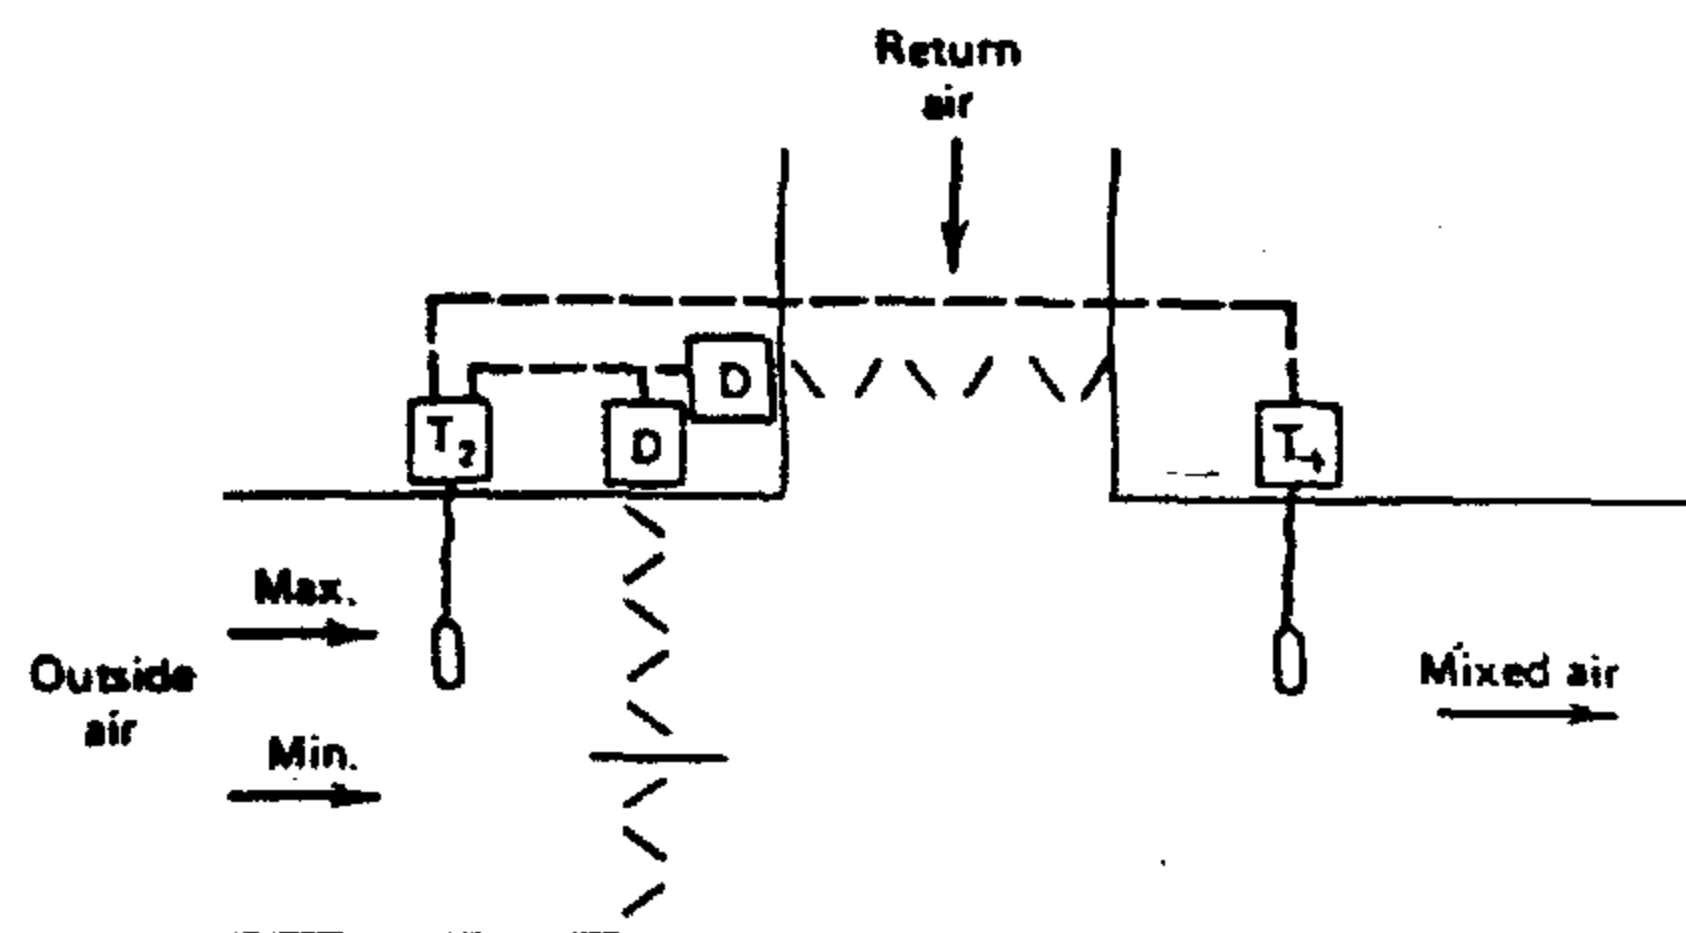 Return
air
D
T2
D
T1
Max.
Outside
air
Min.
Mixed air